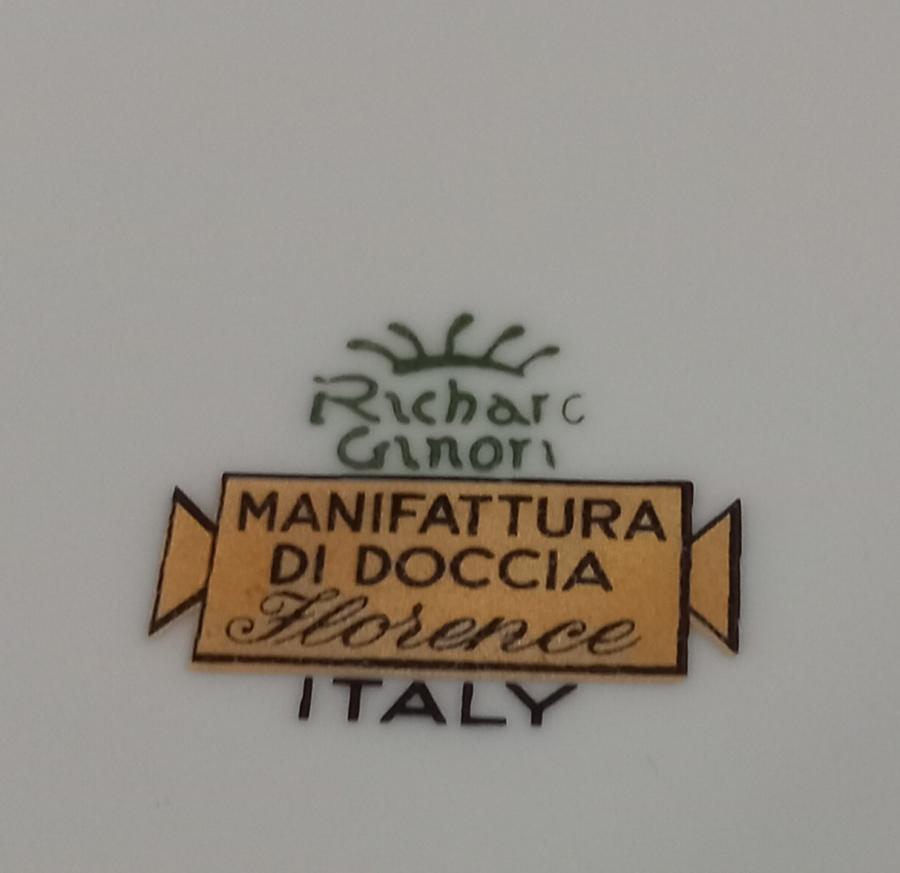 Richard
Ginori
MANIFATTURA
DI DOCCIA
Florence
ITALY